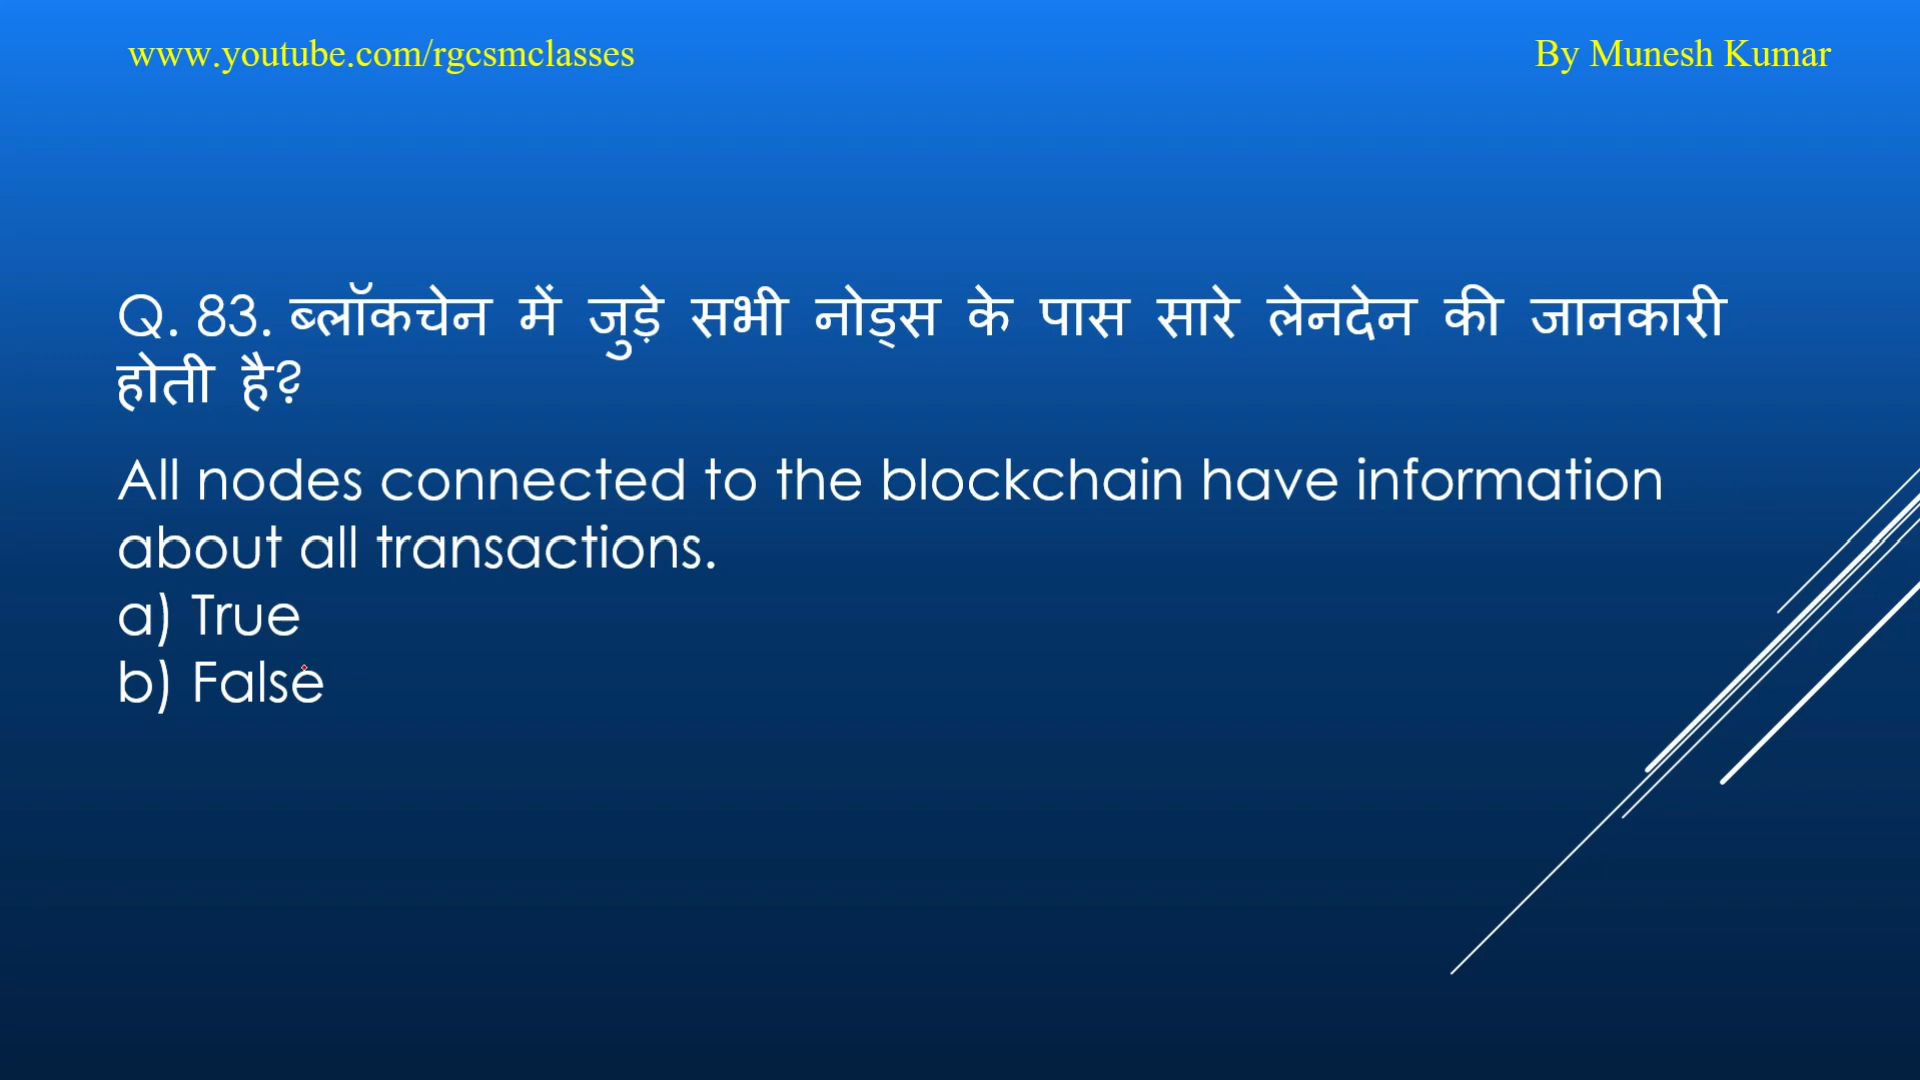 www.youtube.com/rgcsmclasses
By Munesh Kumar
Q. 83. ब्लॉकचेन में जुड़े सभी नोड्स के पास सारे लेनदेन की जानकारी
होती है?
All nodes connected to the blockchain have information
about all transactions.
a) True
b) False